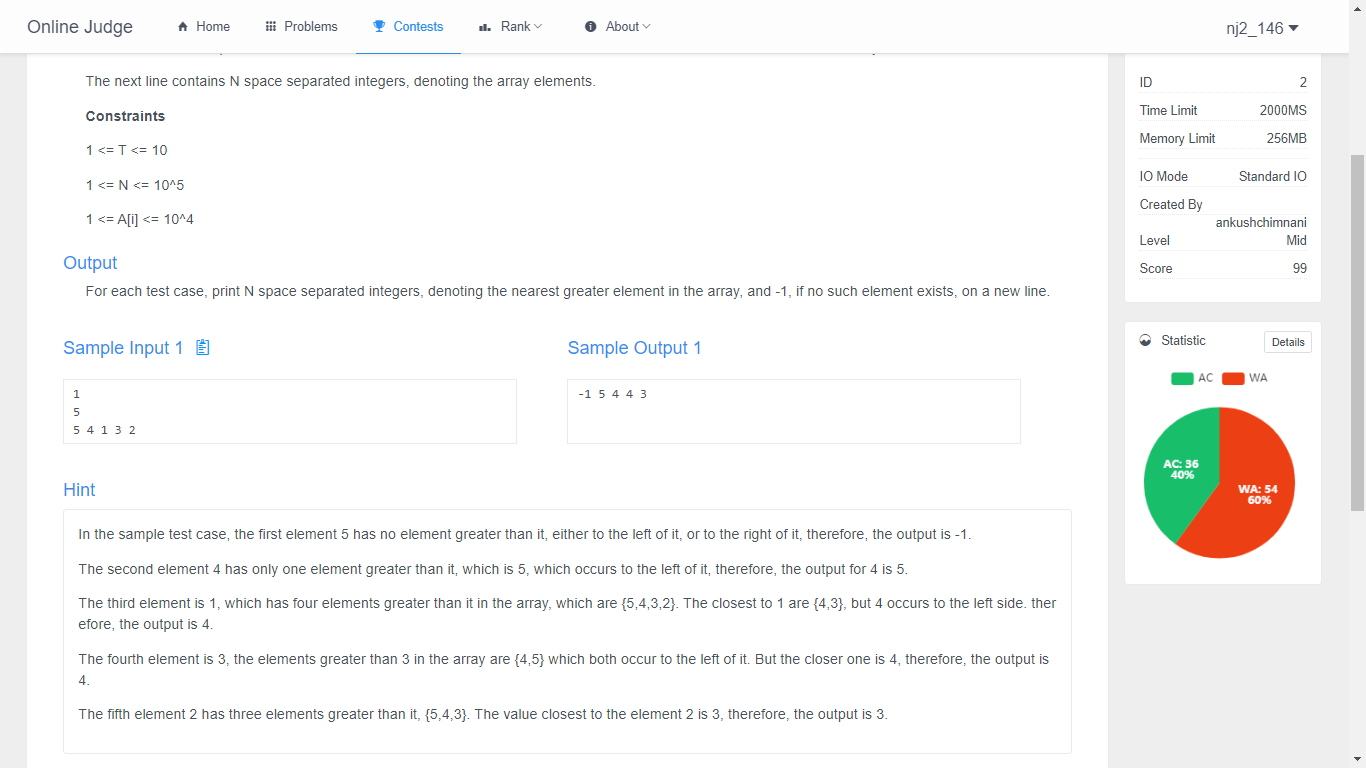 Online Judge
Home
Problems
Contests
Rank
About
nj2_146
The next line contains N space separated integers, denoting the array elements.
Constraints
1 <= T <= 10
1 <= N <= 10^5
1 <= A[i] <= 10^4
Output
For each test case, print N space separated integers, denoting the nearest greater element in the array, and -1, if no such element exists, on a new line.
Sample Input 1
Sample Output 1
1
5
5 4 1 3 2
-1 5 4 4 3
Hint
In the sample test case, the first element 5 has no element greater than it, either to the left of it, or to the right of it, therefore, the output is -1.
The second element 4 has only one element greater than it, which is 5, which occurs to the left of it, therefore, the output for 4 is 5.
The third element is 1, which has four elements greater than it in the array, which are {5,4,3,2}. The closest to 1 are {4,3}, but 4 occurs to the left side. ther
efore, the output is 4.
The fourth element is 3, the elements greater than 3 in the array are {4,5} which both occur to the left of it. But the closer one is 4, therefore, the output is
4.
The fifth element 2 has three elements greater than it, {5,4,3}. The value closest to the element 2 is 3, therefore, the output is 3.
ID 2
Time Limit 2000MS
Memory Limit 256MB
IO Mode Standard IO
Created By
ankushchimnani
Level Mid
Score 99
Statistic
Details
AC WA
AC: 36
40%
WA: 54
60%